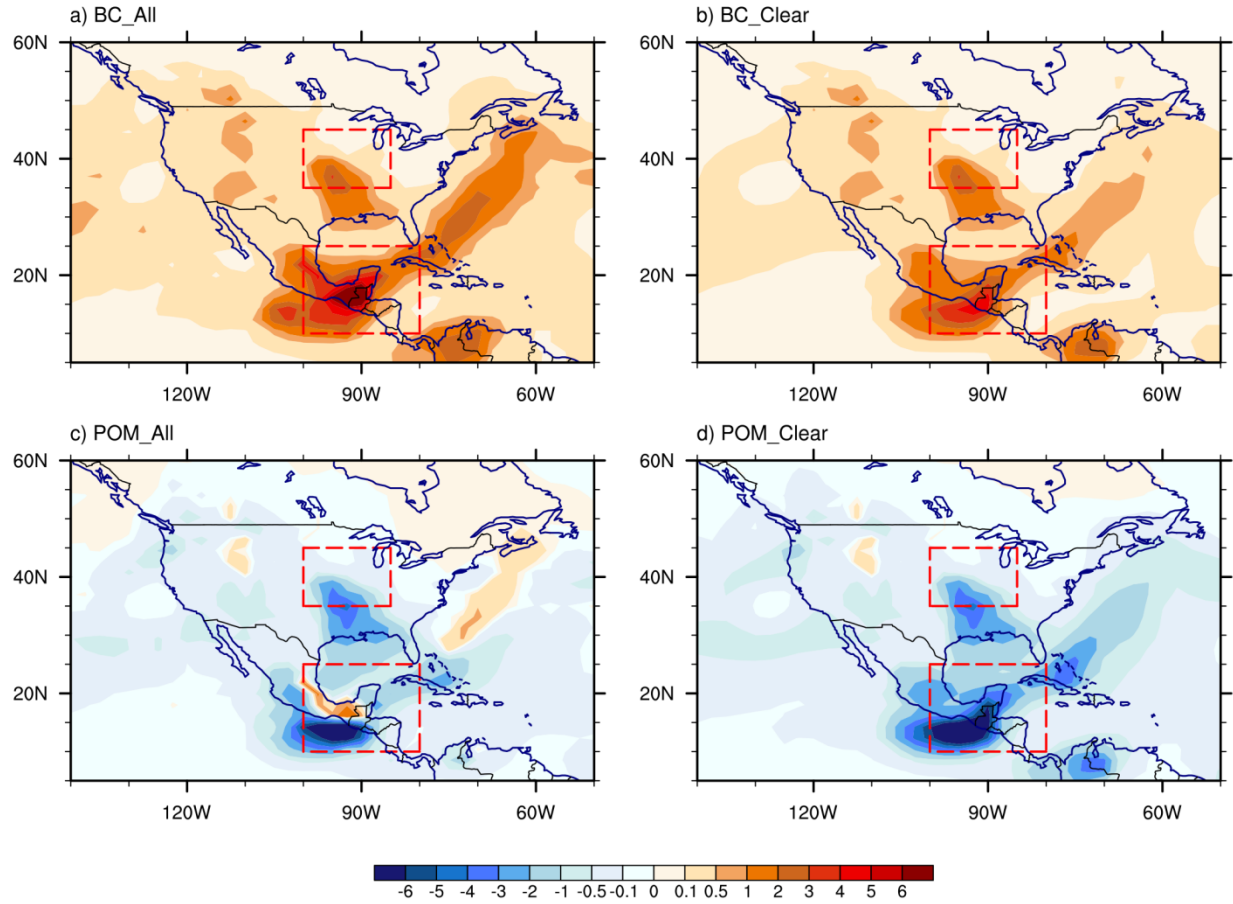 a) BC_All
b) BC_Clear
60N
60N
40N
40N
20N
20N
120W 90W 60W
120W 90W 60W
c) POM_All
d) POM_Clear
60N
60N
40N
40N
20N
20N
120W 90W 60W
120W 90W 60W
-6 -5 -4 -3 -2 -1 -0.5 -0.1 0 0.1 0.5 1 2 3 4 5 6